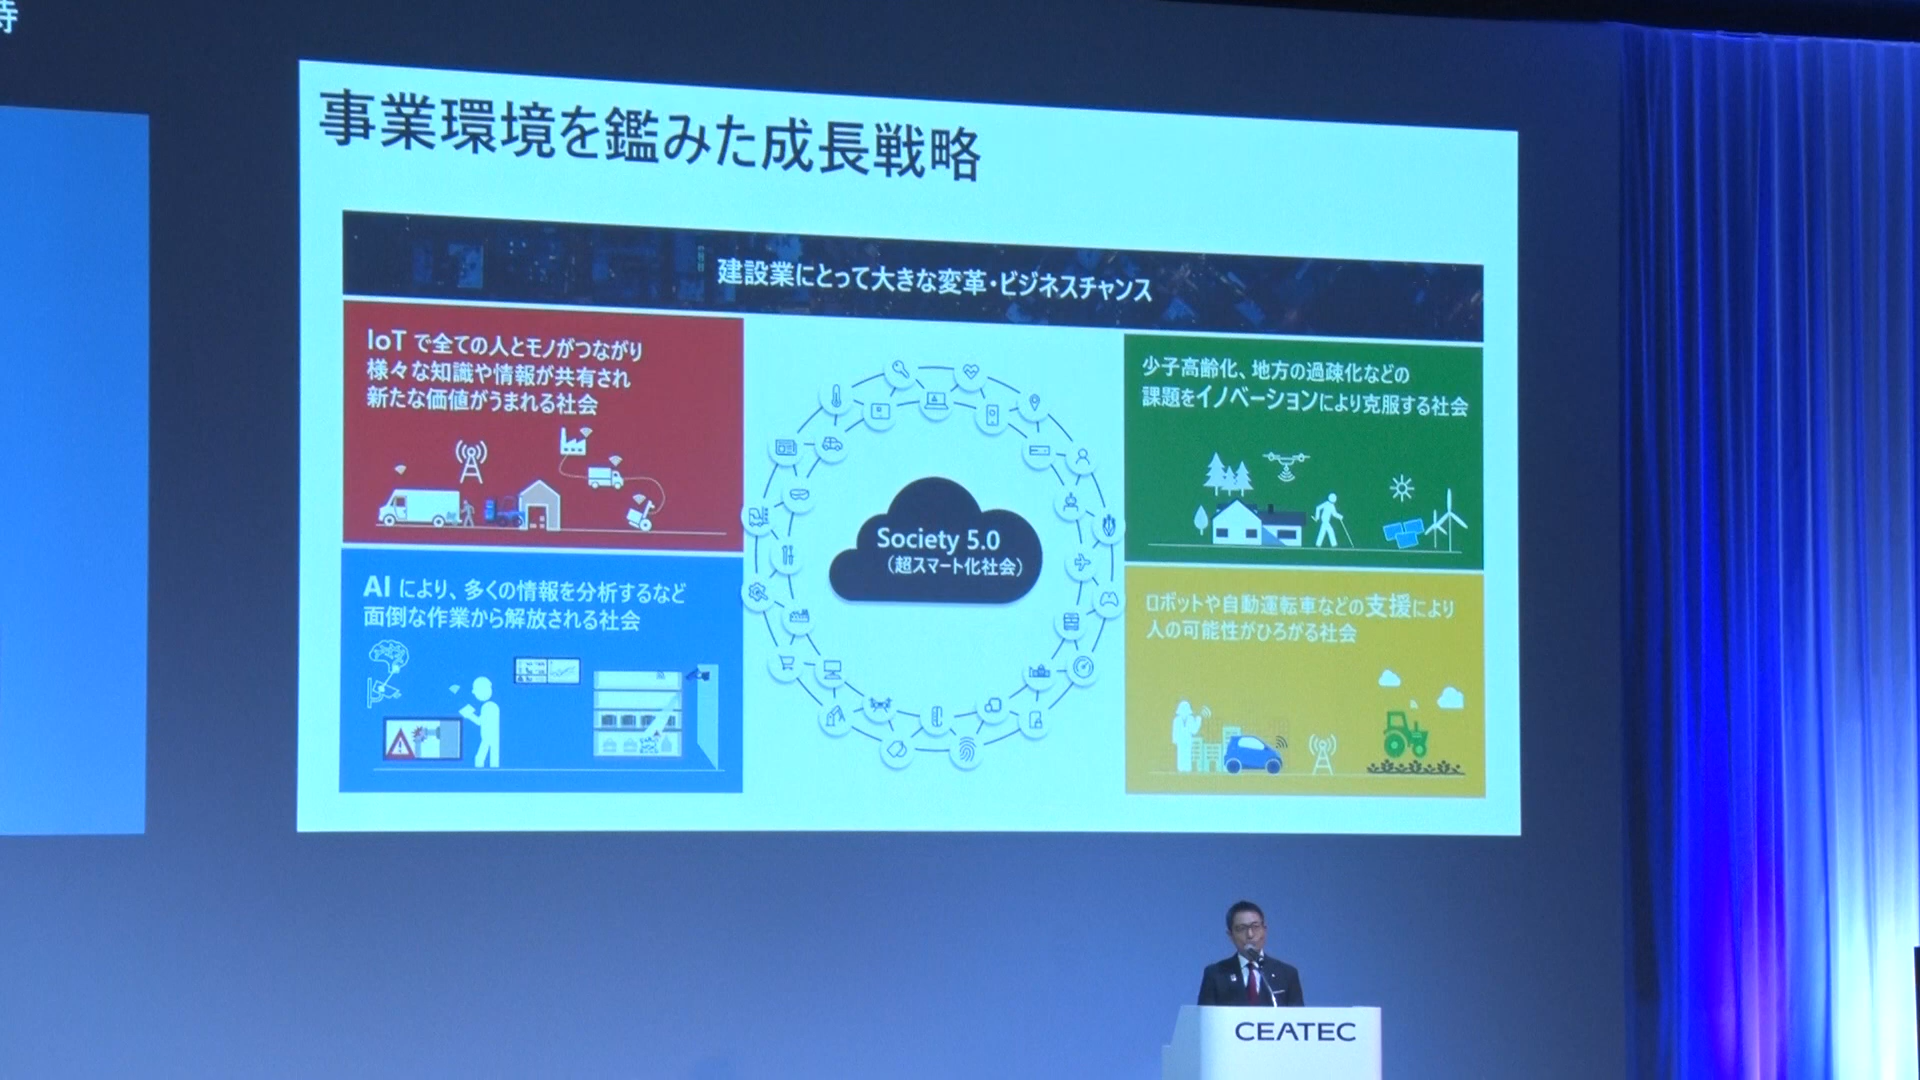 待
事業環境を鑑みた成長戦略
建設業にとって大きな変革・ビジネスチャンス
IoT で全ての人とモノがつながり
様々な知識や情報が共有され
新たな価値がうまれる社会
少子高齢化、地方の過疎化などの
課題をイノベーションにより克服する社会
Society 5.0
（超スマート化社会）
AI により、多くの情報を分析するなど
面倒な作業から解放される社会
ロボットや自動運転車などの支援により
人の可能性がひろがる社会
CEATEC